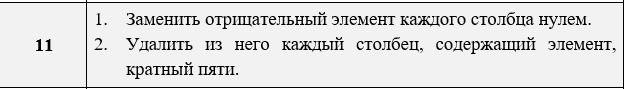 11
1. Заменить отрицательный элемент каждого столбца нулем.
2. Удалить из него каждый столбец, содержащий элемент,
кратный пяти.